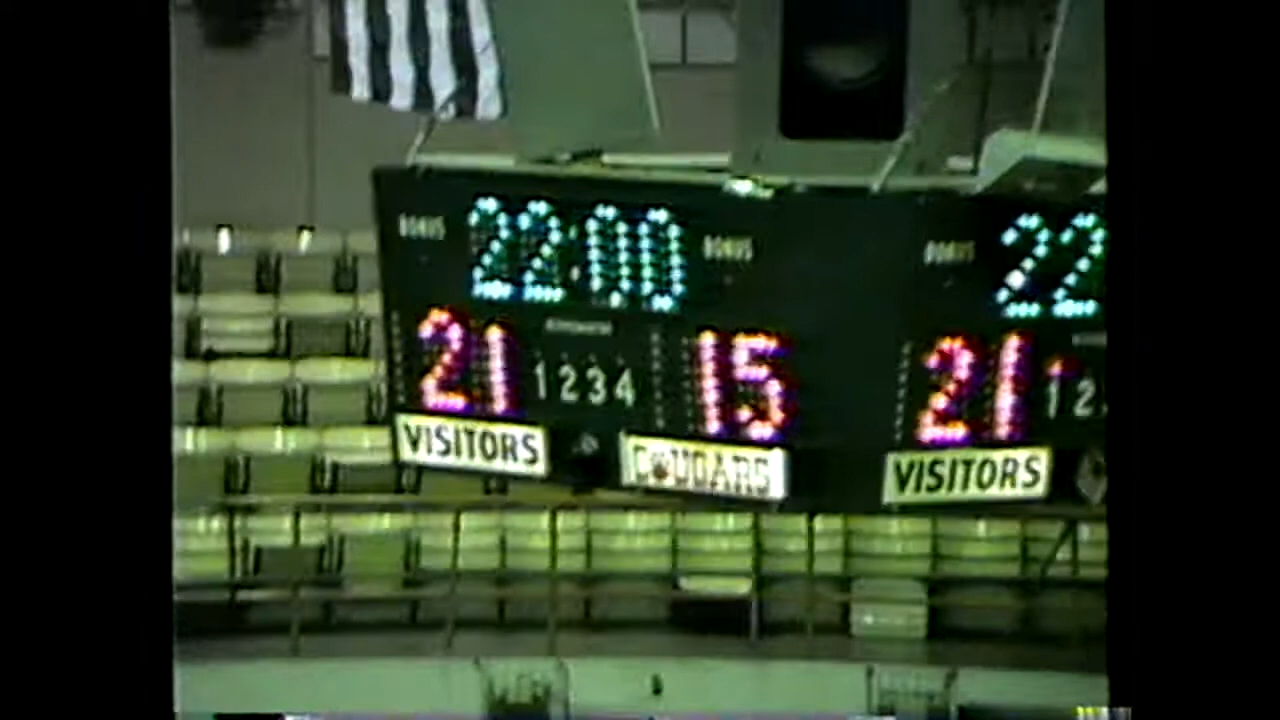 BONUS 22:00 BONUS
21 1 2 3 4 15
VISITORS COUGARS
BONUS 22
21 1 2
VISITORS